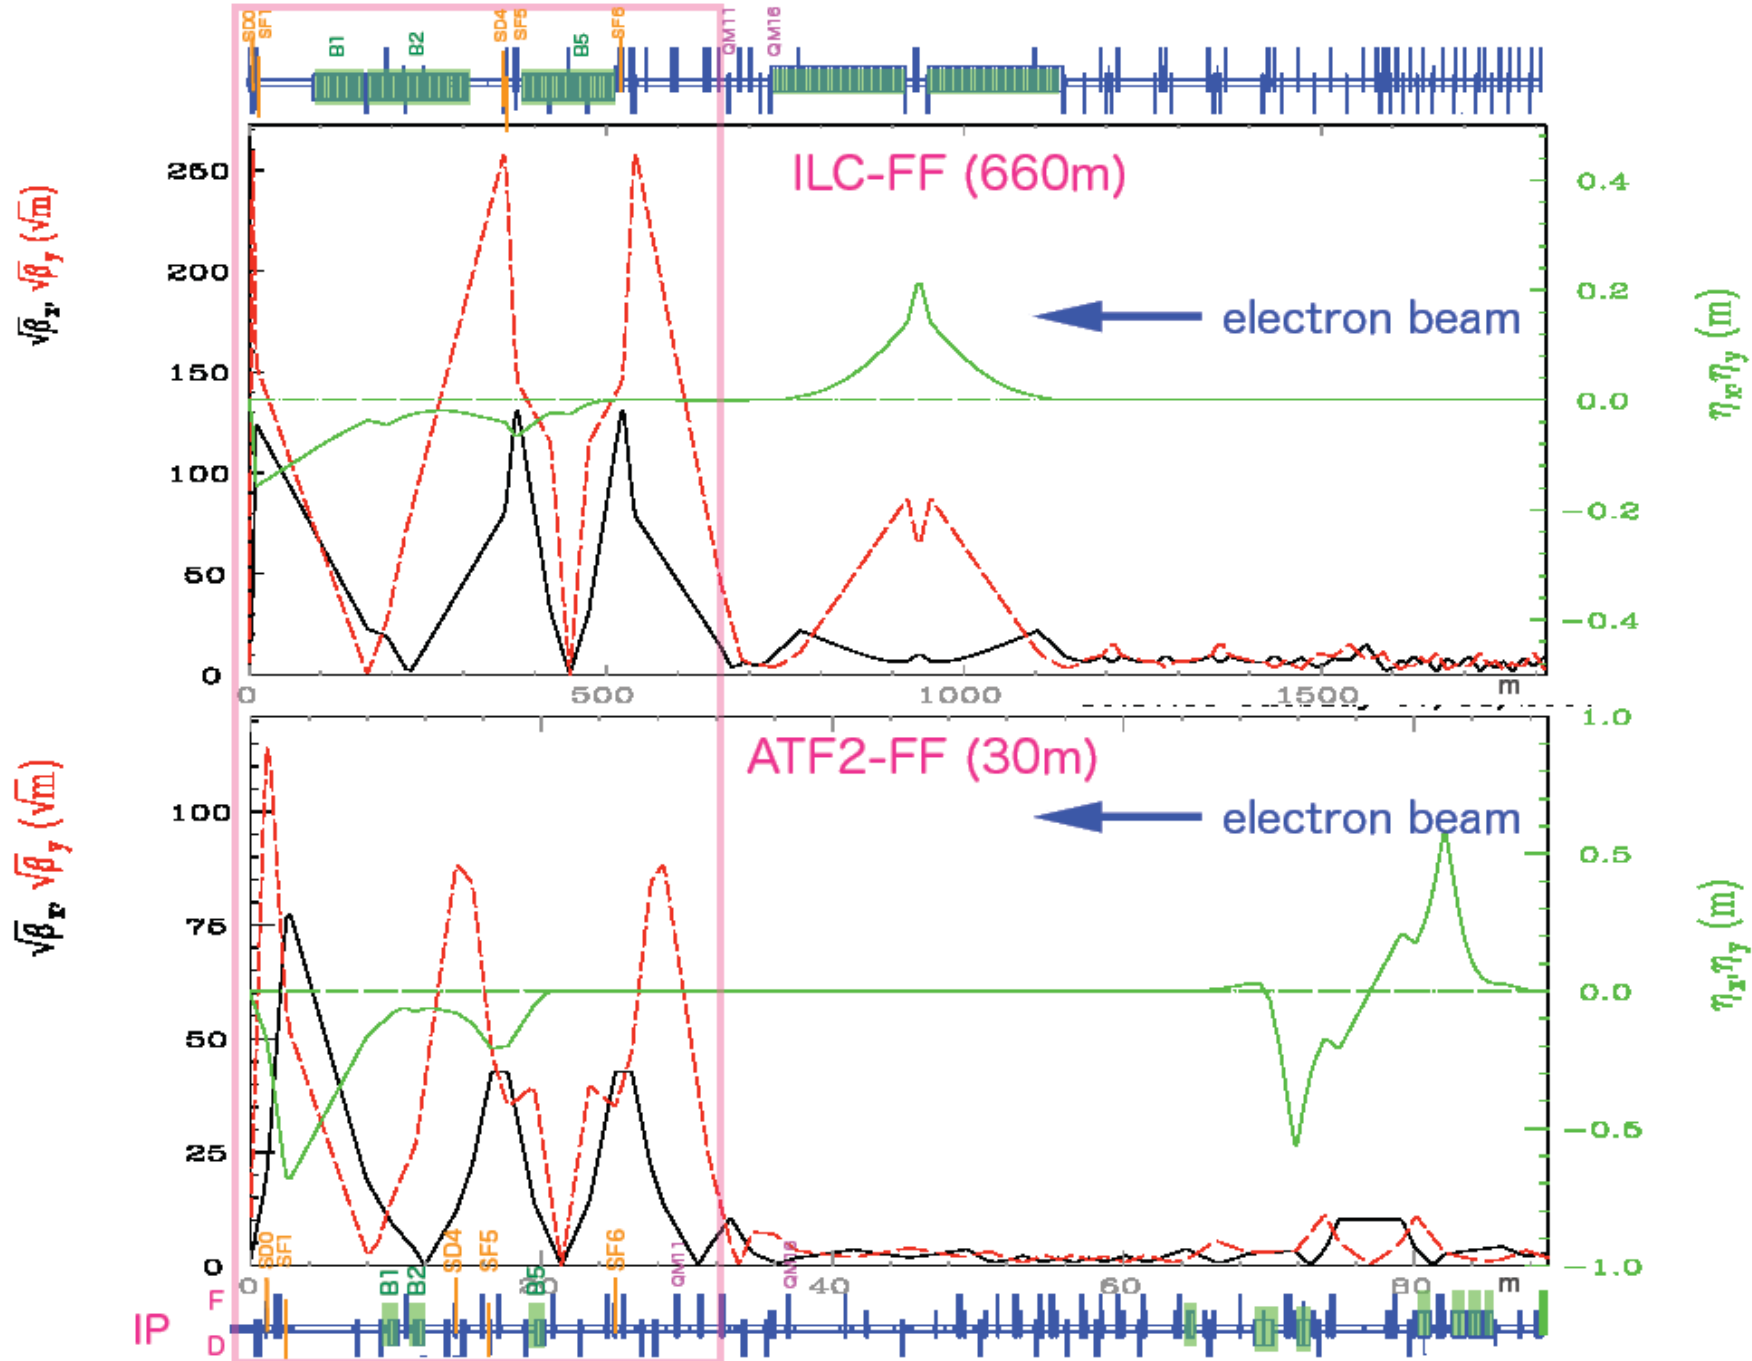 SD0 SF1 B1 B2 SD4 SF5 B5 SF6 QM11 QM16
ILC-FF (660m)
electron beam
√βx, √βy (√m)
250
200
150
100
50
0
0.4
0.2
0.0
−0.2
−0.4
ηx, ηy (m)
0 500 1000 1500 m
ATF2-FF (30m)
electron beam
√βx, √βy (√m)
100
75
50
25
0
1.0
0.5
0.0
−0.5
−1.0
ηx, ηy (m)
SD0 SF1 B1 B2 SD4 SF5 B5 SF6 QM11 QM16
0 20 40 60 80 m
IP
F
D